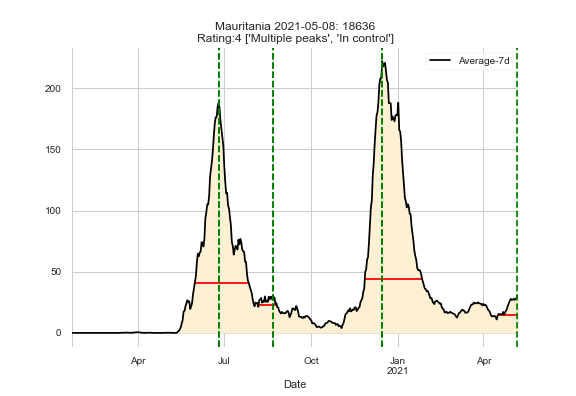 Mauritania 2021-05-08: 18636
Rating:4 ['Multiple peaks', 'In control']
Average-7d
200
150
100
50
0
Apr
Jul
Oct
Jan
2021
Apr
Date